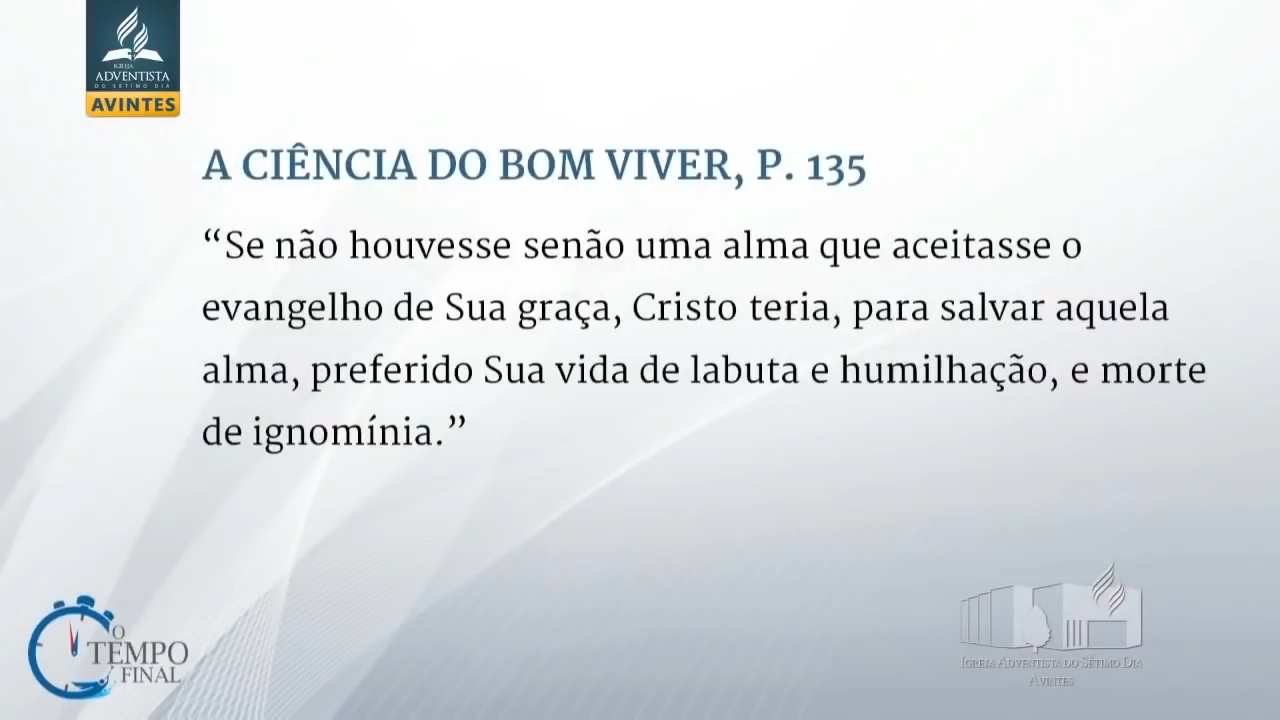 IGREJA
ADVENTISTA
DO SÉTIMO DIA
AVINTES
A CIÊNCIA DO BOM VIVER, P. 135
“Se não houvesse senão uma alma que aceitasse o
evangelho de Sua graça, Cristo teria, para salvar aquela
alma, preferido Sua vida de labuta e humilhação, e morte
de ignomínia.”
O
TEMPO
FINAL
IGREJA ADVENTISTA DO SÉTIMO DIA
AVINTES